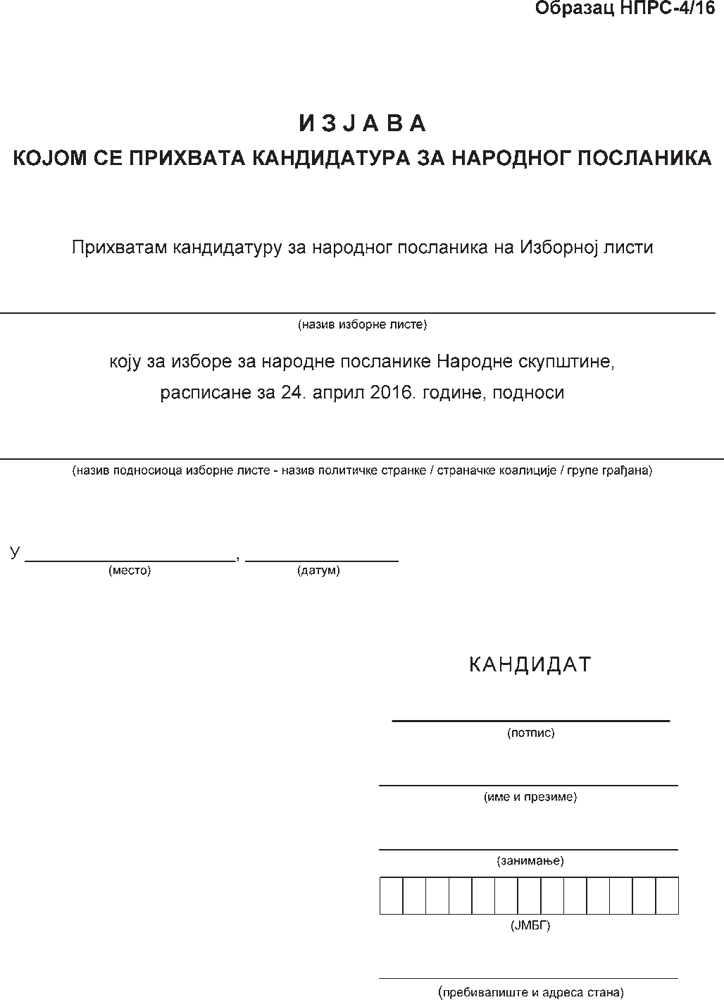 Образац НПРС-4/16
И З Ј А В А
КОЈОМ СЕ ПРИХВАТА КАНДИДАТУРА ЗА НАРОДНОГ ПОСЛАНИКА
Прихватам кандидатуру за народног посланика на Изборној листи
(назив изборне листе)
коју за изборе за народне посланике Народне скупштине,
расписане за 24. април 2016. године, подноси
(назив подносиоца изборне листе - назив политичке странке / страначке коалиције / групе грађана)
У ______________________, ________________
(место) (датум)
КАНДИДАТ
(потпис)
(име и презиме)
(занимање)
(ЈМБГ)
(пребивалиште и адреса стана)